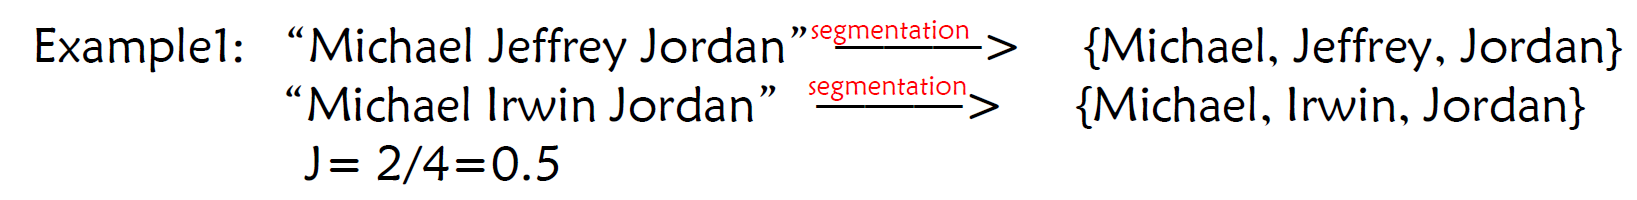 Example1: “Michael Jeffrey Jordan” segmentation > {Michael, Jeffrey, Jordan}
“Michael Irwin Jordan” segmentation > {Michael, Irwin, Jordan}
J= 2/4=0.5